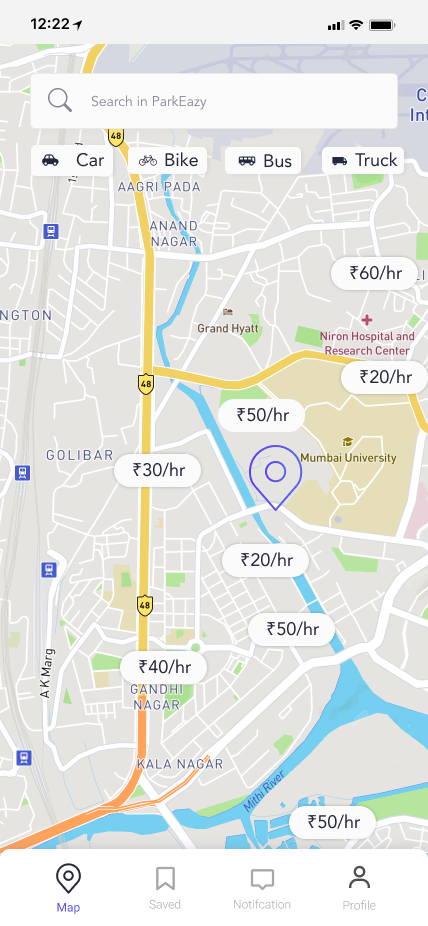 12:22
Search in ParkEazy
48
Car
Bike
Bus
Truck
AAGRI PADA
ANAND
NAGAR
₹60/hr
NGTON
Grand Hyatt
Niron Hospital and
Research Center
₹20/hr
48
₹50/hr
GOLIBAR
₹30/hr
Mumbai University
₹20/hr
48
₹50/hr
A K Marg
₹40/hr
GANDHI
NAGAR
KALA NAGAR
Mithi River
₹50/hr
Map
Saved
Notifcation
Profile